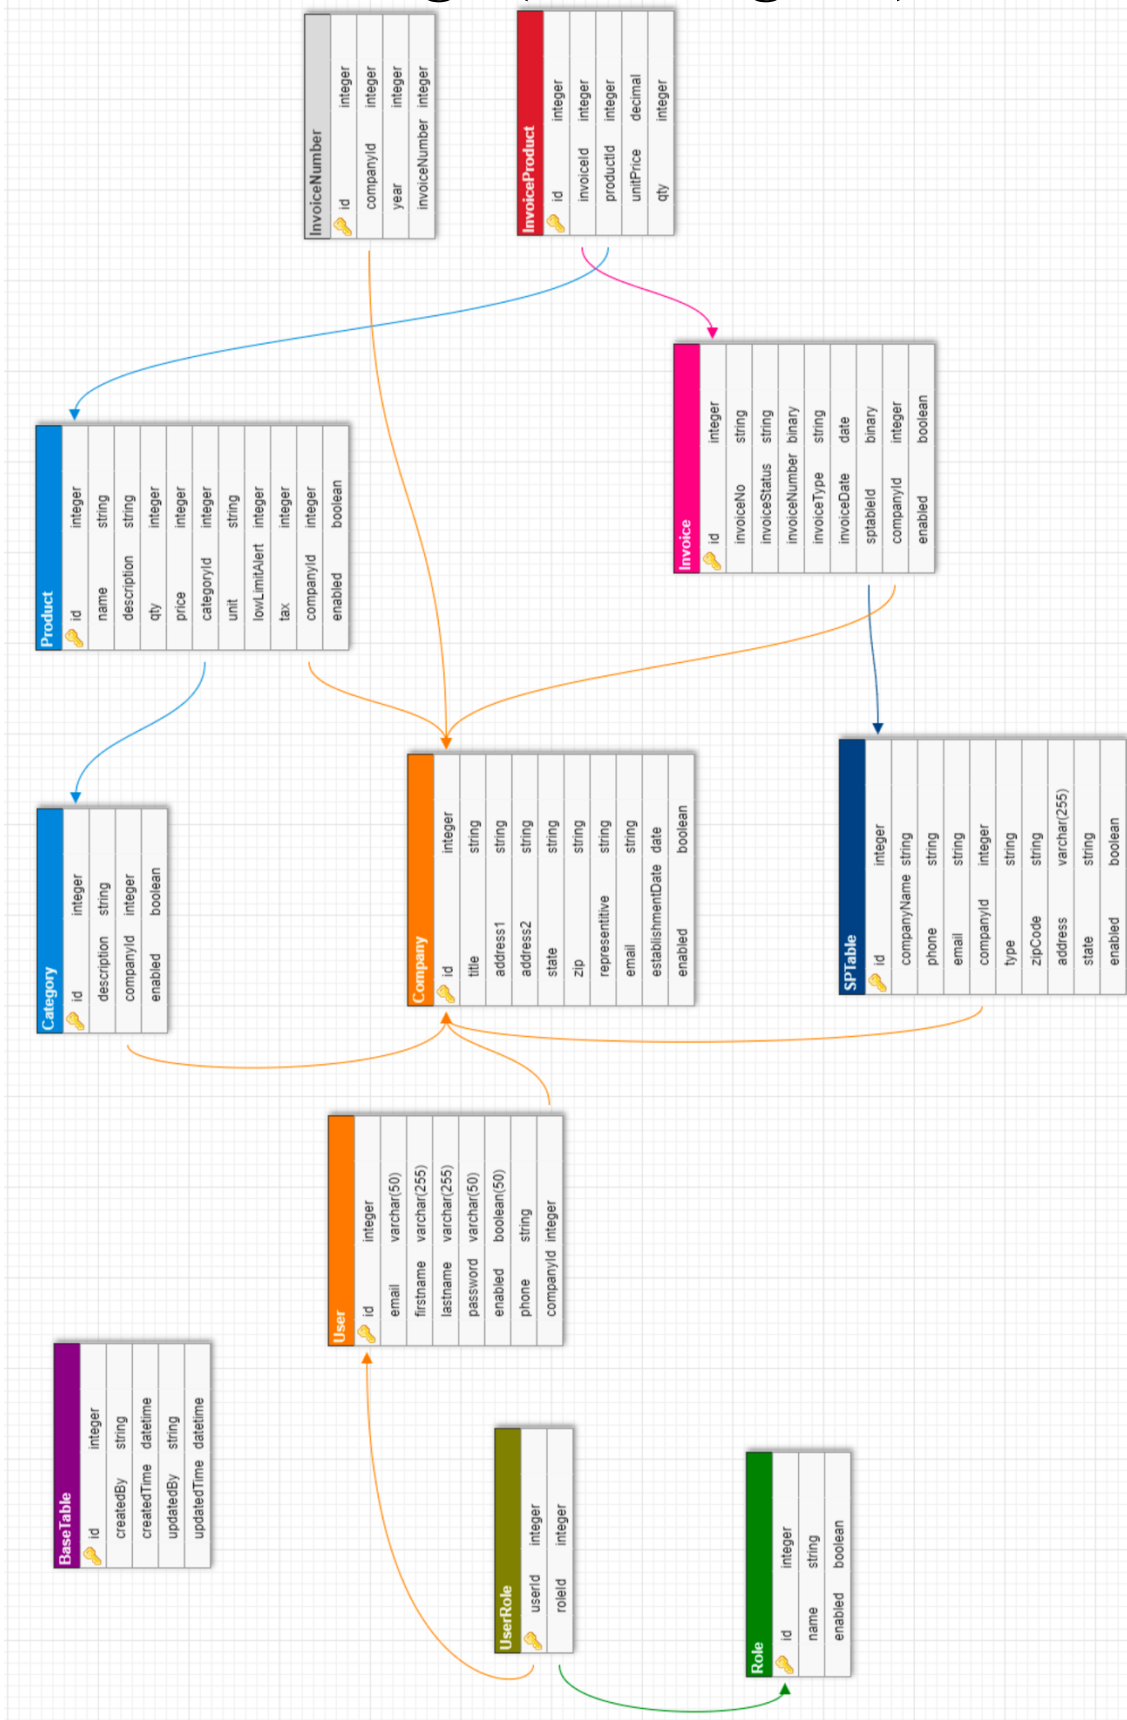 BaseTable
id integer
createdBy string
createdTime datetime
updatedBy string
updatedTime datetime
Category
id integer
description string
companyId integer
enabled boolean
Product
id integer
name string
description string
qty integer
price integer
categoryId integer
unit string
lowLimitAlert integer
tax integer
companyId integer
enabled boolean
InvoiceNumber
id integer
companyId integer
year integer
invoiceNumber integer
User
id integer
email varchar(50)
firstname varchar(255)
lastname varchar(255)
password varchar(50)
enabled boolean(50)
phone string
companyId integer
Company
id integer
title string
address1 string
address2 string
state string
zip string
representitive string
email string
establishmentDate date
enabled boolean
InvoiceProduct
id integer
invoiceId integer
productId integer
unitPrice decimal
qty integer
UserRole
userId integer
roleId integer
Invoice
id integer
invoiceNo string
invoiceStatus string
invoiceNumber binary
invoiceType string
invoiceDate date
sptableId binary
companyId integer
enabled boolean
Role
id integer
name string
enabled boolean
SPTable
id integer
companyName string
phone string
email string
companyId integer
type string
zipCode string
address varchar(255)
state string
enabled boolean